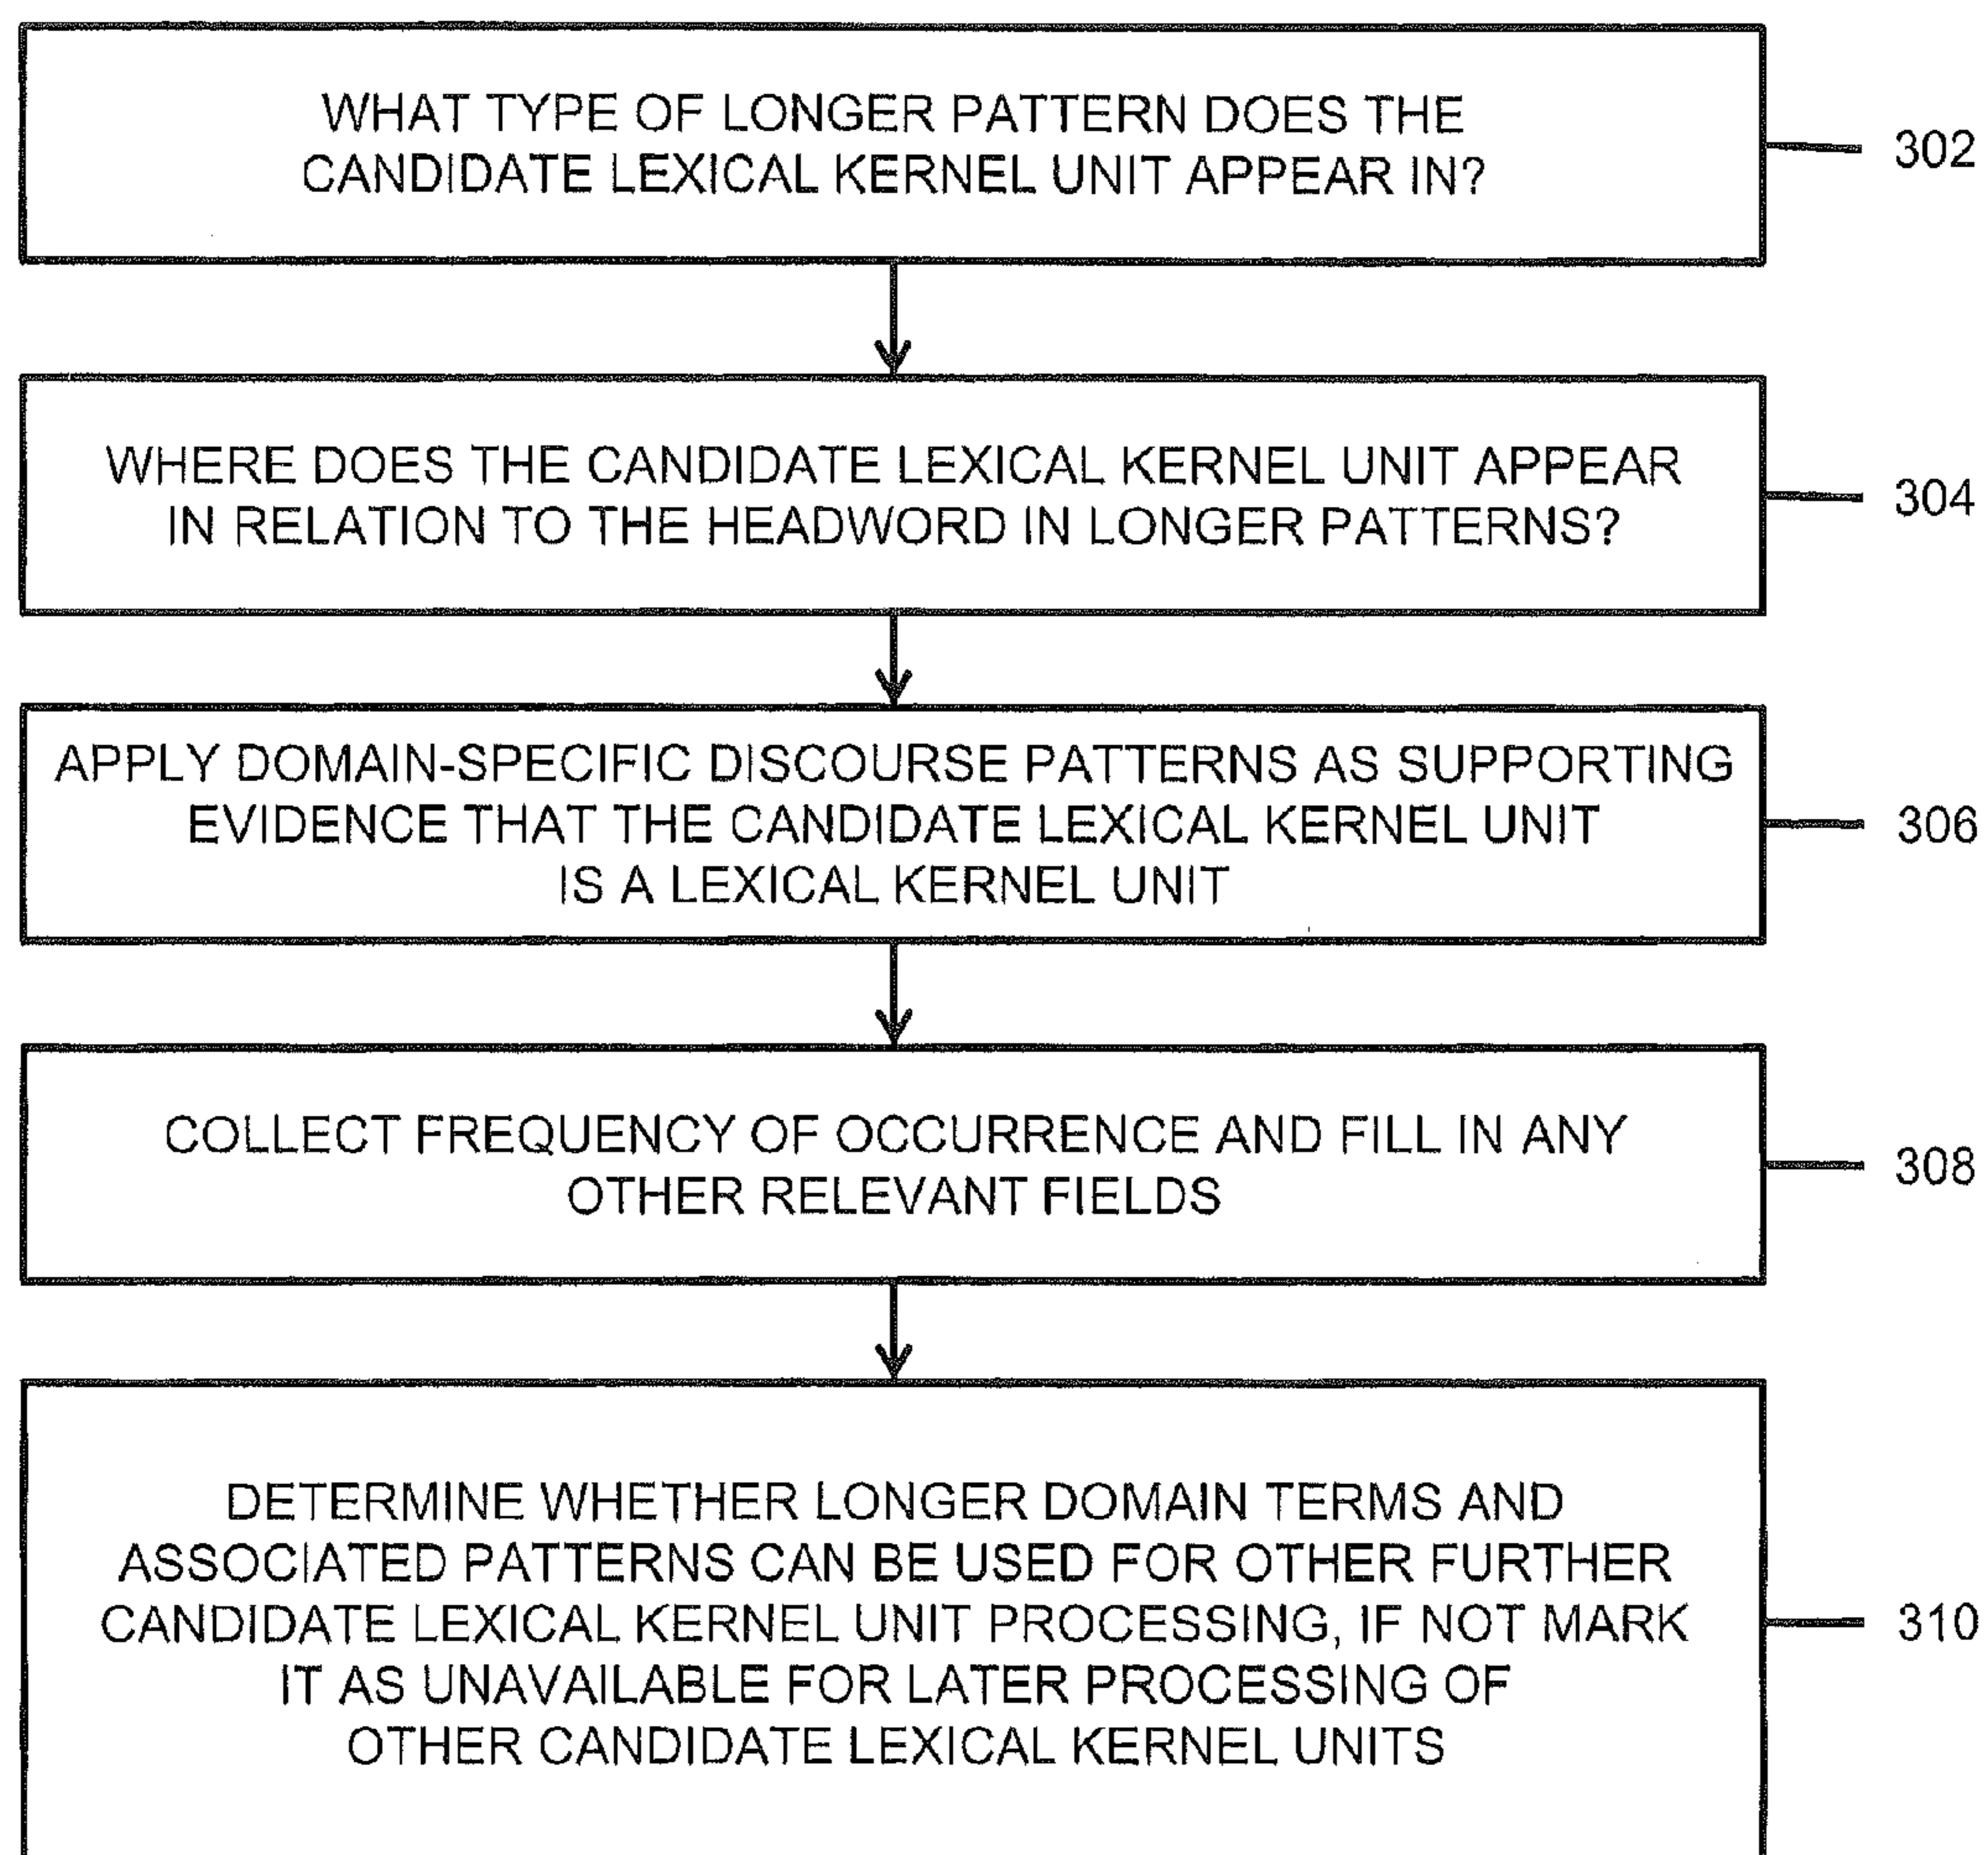 WHAT TYPE OF LONGER PATTERN DOES THE
CANDIDATE LEXICAL KERNEL UNIT APPEAR IN?
302
WHERE DOES THE CANDIDATE LEXICAL KERNEL UNIT APPEAR
IN RELATION TO THE HEADWORD IN LONGER PATTERNS?
304
APPLY DOMAIN-SPECIFIC DISCOURSE PATTERNS AS SUPPORTING
EVIDENCE THAT THE CANDIDATE LEXICAL KERNEL UNIT
IS A LEXICAL KERNEL UNIT
306
COLLECT FREQUENCY OF OCCURRENCE AND FILL IN ANY
OTHER RELEVANT FIELDS
308
DETERMINE WHETHER LONGER DOMAIN TERMS AND
ASSOCIATED PATTERNS CAN BE USED FOR OTHER FURTHER
CANDIDATE LEXICAL KERNEL UNIT PROCESSING, IF NOT MARK
IT AS UNAVAILABLE FOR LATER PROCESSING OF
OTHER CANDIDATE LEXICAL KERNEL UNITS
310